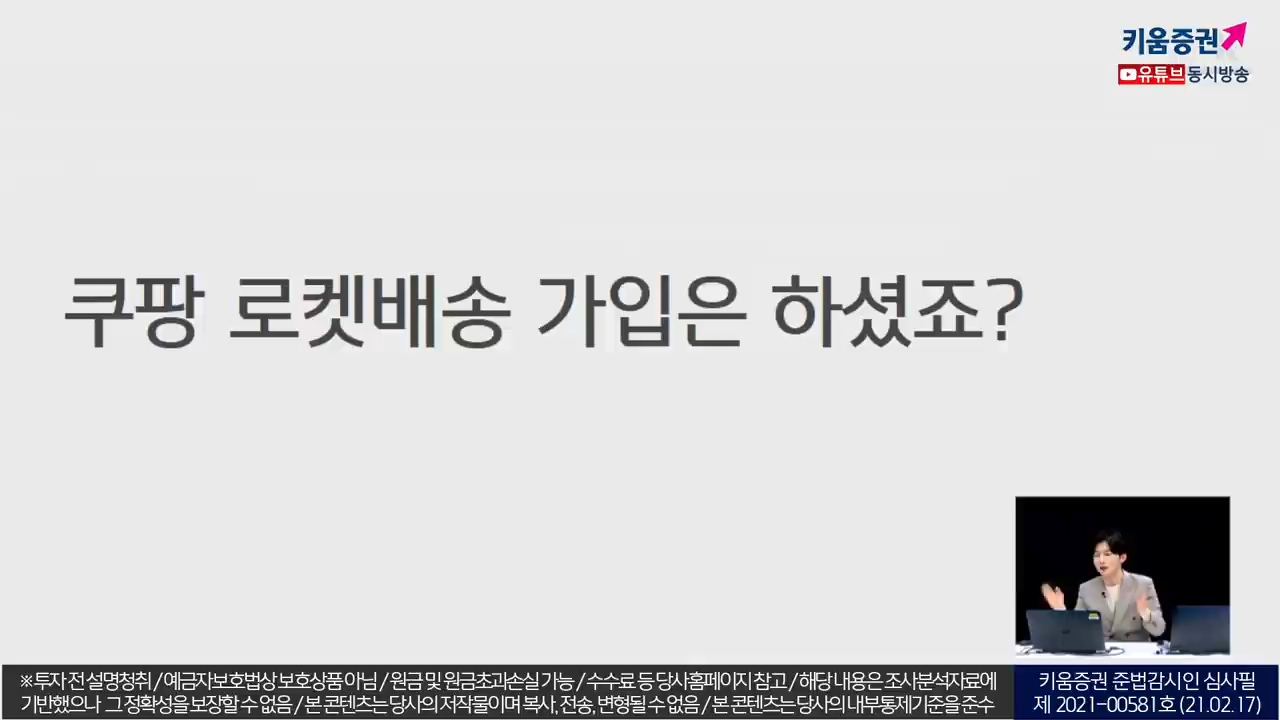 키움증권
유튜브 동시방송
쿠팡 로켓배송 가입은 하셨죠?
※ 투자 전 설명청취 / 예금자보호법상 보호상품 아님 / 원금 및 원금초과손실 가능 / 수수료 등 당사홈페이지 참고 / 해당 내용은 조사분석자료에
기반했으나 그 정확성을 보장할 수 없음 / 본 콘텐츠는 당사의 저작물이며 복사, 전송, 변형될 수 없음 / 본 콘텐츠는 당사의 내부통제기준을 준수
키움증권 준법감시인 심사필
제 2021-00581호 (21.02.17)